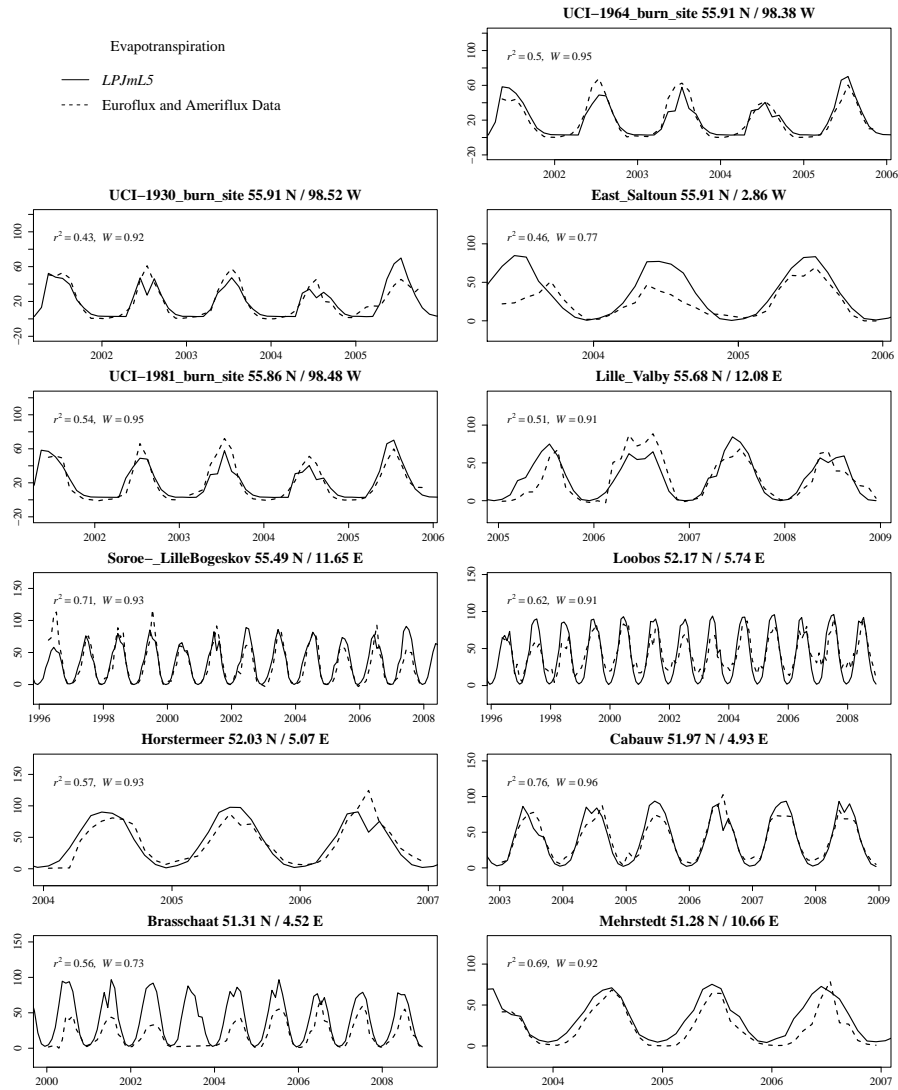 Evapotranspiration
LPJmL5
Euroflux and Ameriflux Data
UCI−1964_burn_site 55.91 N / 98.38 W
r² = 0.5, W = 0.95
−20 20 60 100
2002 2003 2004 2005 2006
UCI−1930_burn_site 55.91 N / 98.52 W
r² = 0.43, W = 0.92
−20 20 60 100
2002 2003 2004 2005
East_Saltoun 55.91 N / 2.86 W
r² = 0.46, W = 0.77
0 50 100
2004 2005 2006
UCI−1981_burn_site 55.86 N / 98.48 W
r² = 0.54, W = 0.95
−20 20 60 100
2002 2003 2004 2005 2006
Lille_Valby 55.68 N / 12.08 E
r² = 0.51, W = 0.91
0 50 100
2005 2006 2007 2008 2009
Soroe−_LilleBogeskov 55.49 N / 11.65 E
r² = 0.71, W = 0.93
0 50 100 150
1996 1998 2000 2002 2004 2006 2008
Loobos 52.17 N / 5.74 E
r² = 0.62, W = 0.91
0 50 100 150
1996 1998 2000 2002 2004 2006 2008
Horstermeer 52.03 N / 5.07 E
r² = 0.57, W = 0.93
0 50 100 150
2004 2005 2006 2007
Cabauw 51.97 N / 4.93 E
r² = 0.76, W = 0.96
0 50 100 150
2003 2004 2005 2006 2007 2008 2009
Brasschaat 51.31 N / 4.52 E
r² = 0.56, W = 0.73
0 50 100 150
2000 2002 2004 2006 2008
Mehrstedt 51.28 N / 10.66 E
r² = 0.69, W = 0.92
0 50 100 150
2004 2005 2006 2007